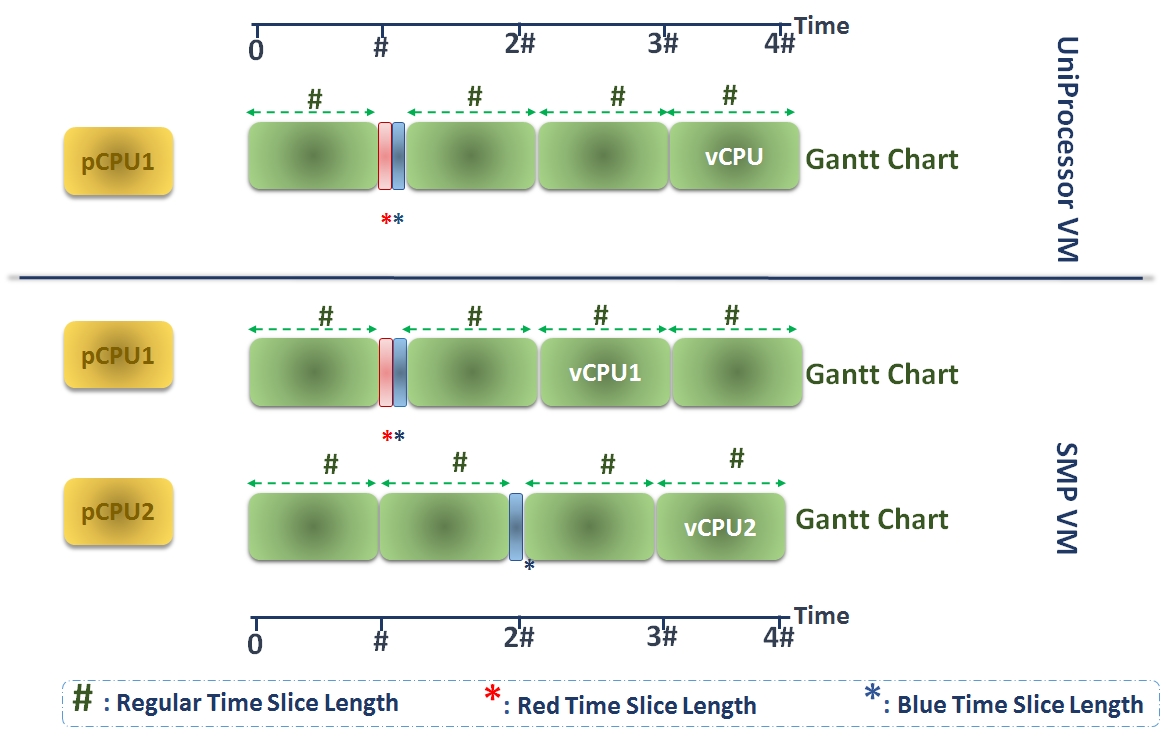 Time
0 # 2# 3# 4#
# # # #
pCPU1 vCPU Gantt Chart
* *
UniProcessor VM
# # # #
pCPU1 vCPU1 Gantt Chart
* *
# # # #
pCPU2 vCPU2 Gantt Chart
*
SMP VM
Time
0 # 2# 3# 4#
# : Regular Time Slice Length * : Red Time Slice Length * : Blue Time Slice Length